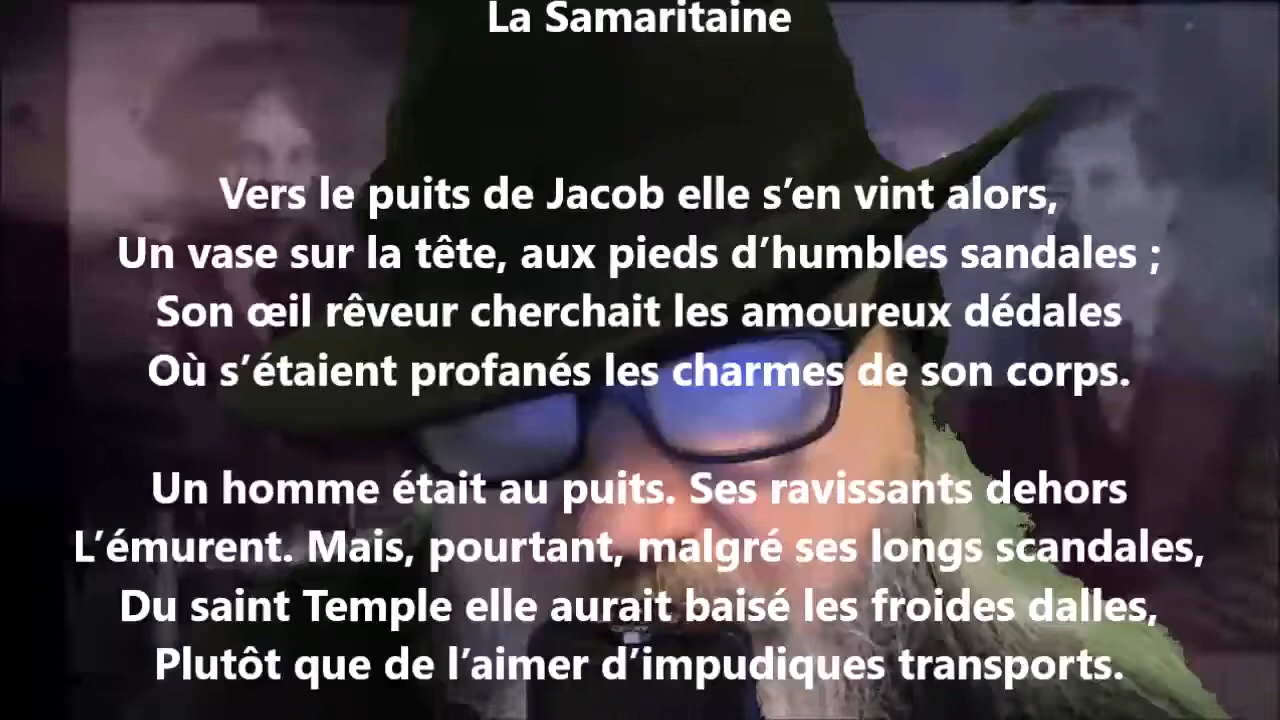 La Samaritaine
Vers le puits de Jacob elle s’en vint alors,
Un vase sur la tête, aux pieds d’humbles sandales ;
Son œil rêveur cherchait les amoureux dédales
Où s’étaient profanés les charmes de son corps.
Un homme était au puits. Ses ravissants dehors
L’émurent. Mais, pourtant, malgré ses longs scandales,
Du saint Temple elle aurait baisé les froides dalles,
Plutôt que de l’aimer d’impudiques transports.